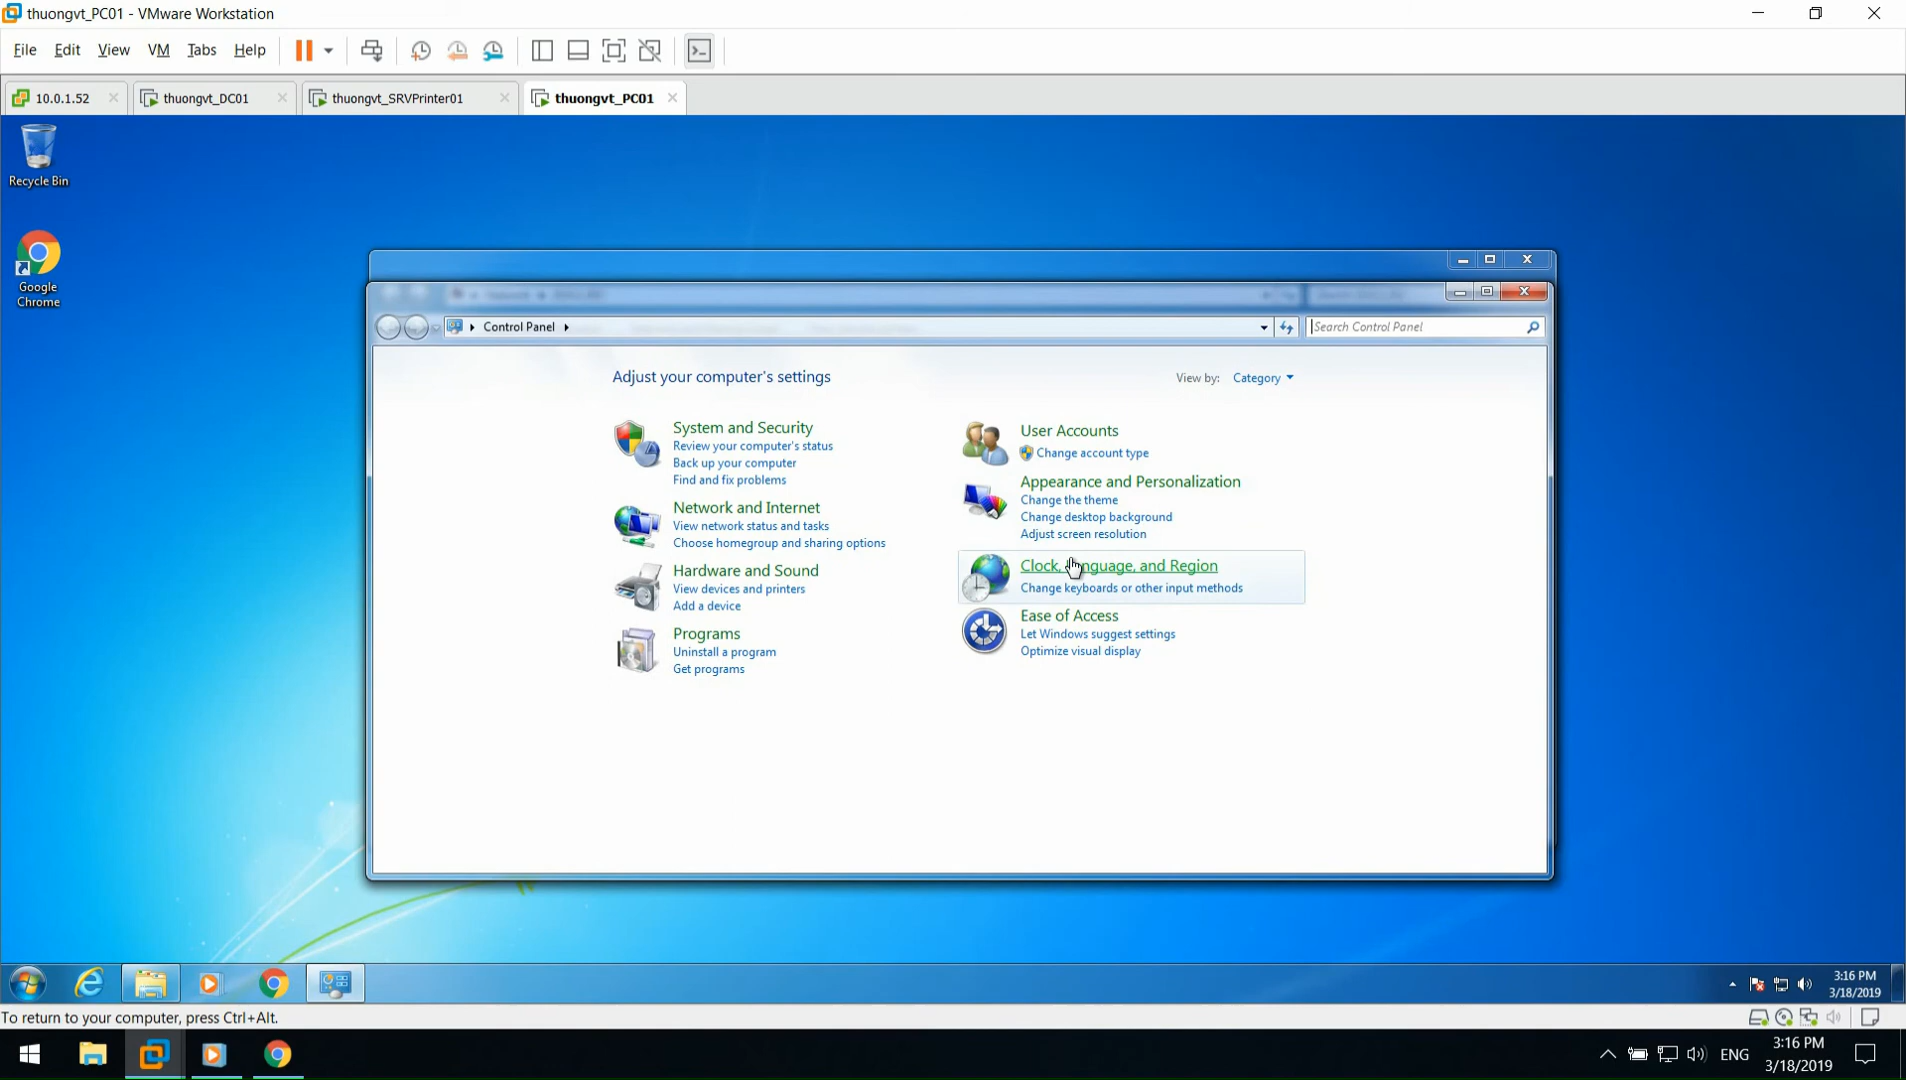 thuongvt_PC01 - VMware Workstation
File Edit View VM Tabs Help
10.0.1.52 thuongvt_DC01 thuongvt_SRVPrinter01 thuongvt_PC01
Recycle Bin
Google
Chrome
Control Panel
Search Control Panel
Adjust your computer's settings
View by: Category
System and Security
Review your computer's status
Back up your computer
Find and fix problems
Network and Internet
View network status and tasks
Choose homegroup and sharing options
Hardware and Sound
View devices and printers
Add a device
Programs
Uninstall a program
Get programs
User Accounts
Change account type
Appearance and Personalization
Change the theme
Change desktop background
Adjust screen resolution
Clock, Language, and Region
Change keyboards or other input methods
Ease of Access
Let Windows suggest settings
Optimize visual display
3:16 PM
3/18/2019
To return to your computer, press Ctrl+Alt.
ENG
3:16 PM
3/18/2019